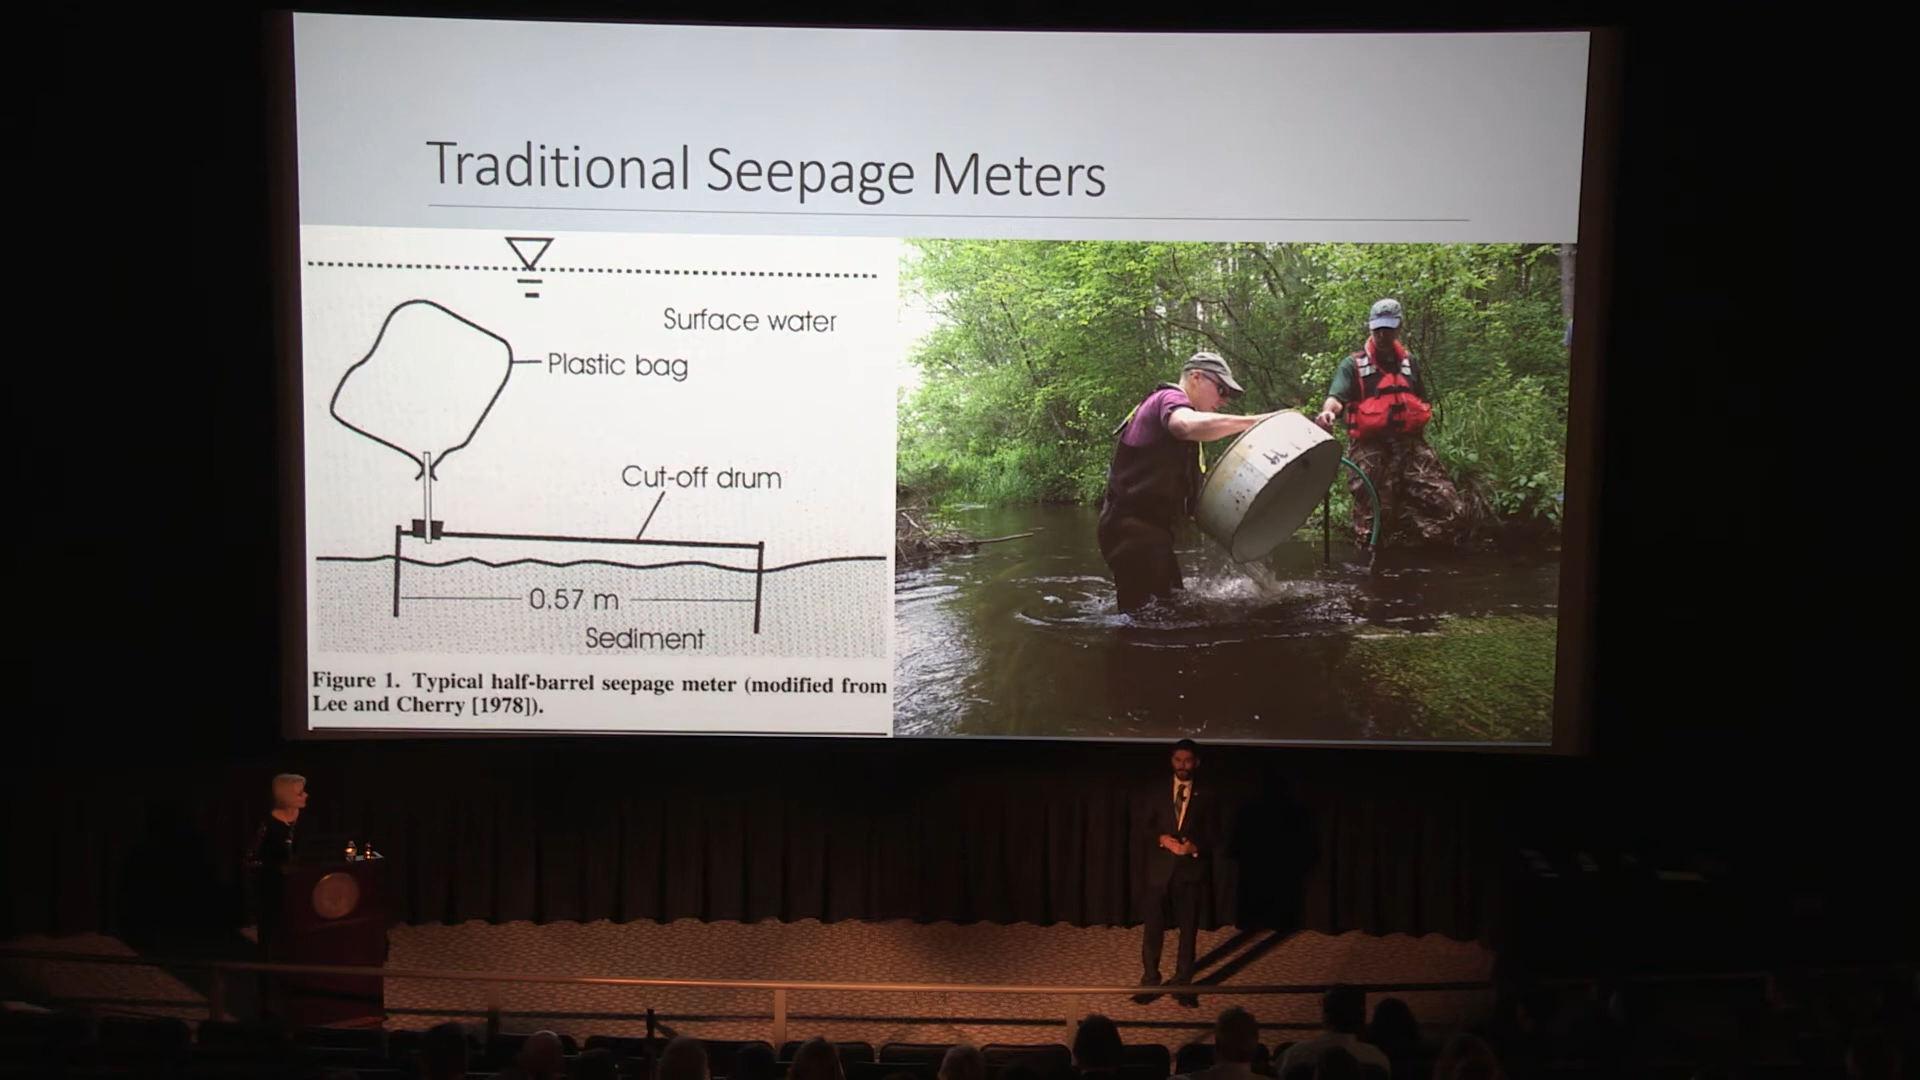 Traditional Seepage Meters
Surface water
Plastic bag
Cut-off drum
0.57 m
Sediment
Figure 1. Typical half-barrel seepage meter (modified from
Lee and Cherry [1978]).